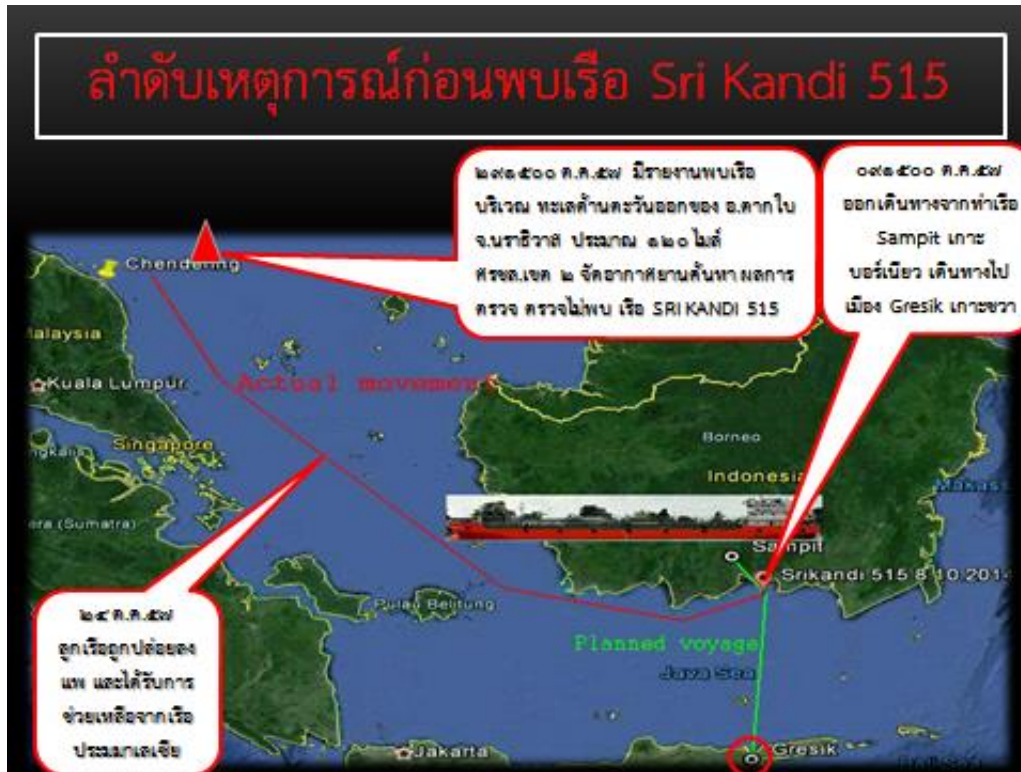 ลำดับเหตุการณ์ก่อนพบเรือ Sri Kandi 515
๒๙๑๕๐๐ ต.ค.๕๗ มีรายงานพบเรือ
บริเวณ ทะเลด้านตะวันออกของ อ.ตากใบ
จ.นราธิวาส ประมาณ ๑๒๐ ไมล์
ศรชล.เขต ๒ จัดอากาศยานค้นหา ผลการ
ตรวจ ตรวจไม่พบ เรือ SRI KANDI 515
๐๙๑๕๐๐ ต.ค.๕๗
ออกเดินทางจากท่าเรือ
Sampit เกาะ
บอร์เนียว เดินทางไป
เมือง Gresik เกาะชวา
Chendering
Malaysia
Kuala Lumpur
Actual movement
Singapore
Borneo
Indonesia
Makas
era (Sumatra)
Sampit
Srikandi 515 8 10 2014
Pulau Belitung
๒๕ ต.ค.๕๗
ลูกเรือถูกปล่อยลง
แพ และได้รับการ
ช่วยเหลือจากเรือ
ประมงมาเลเซีย
Planned voyage
Java Sea
Jakarta
Gresik